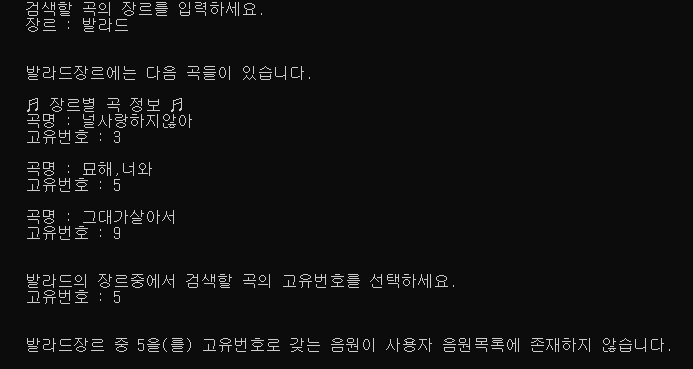 검색할 곡의 장르를 입력하세요.
장르 : 발라드
발라드장르에는 다음 곡들이 있습니다.
♬ 장르별 곡 정보 ♬
곡명 : 널사랑하지않아
고유번호 : 3
곡명 : 묘해,너와
고유번호 : 5
곡명 : 그대가살아서
고유번호 : 9
발라드의 장르중에서 검색할 곡의 고유번호를 선택하세요.
고유번호 : 5
발라드장르 중 5을(를) 고유번호로 갖는 음원이 사용자 음원목록에 존재하지 않습니다.